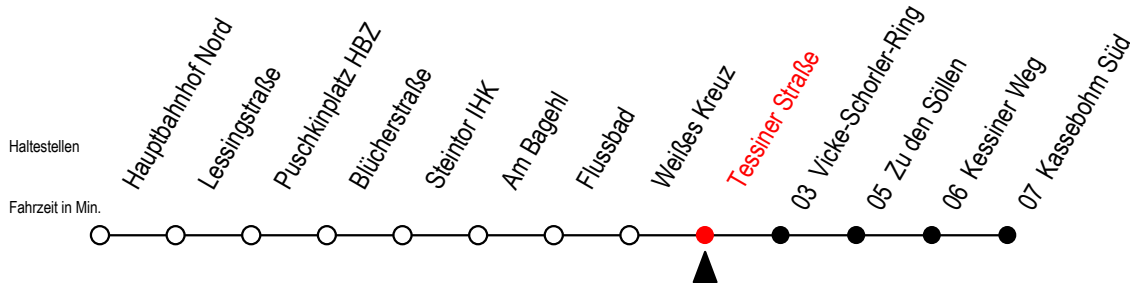 Haltestellen
Fahrzeit in Min.
Hauptbahnhof Nord
Lessingstraße
Puschkinplatz HBZ
Blücherstraße
Steintor IHK
Am Bagehl
Flussbad
Weißes Kreuz
Tessiner Straße
03 Vicke-Schorler-Ring
05 Zu den Söllen
06 Kessiner Weg
07 Kassebohm Süd